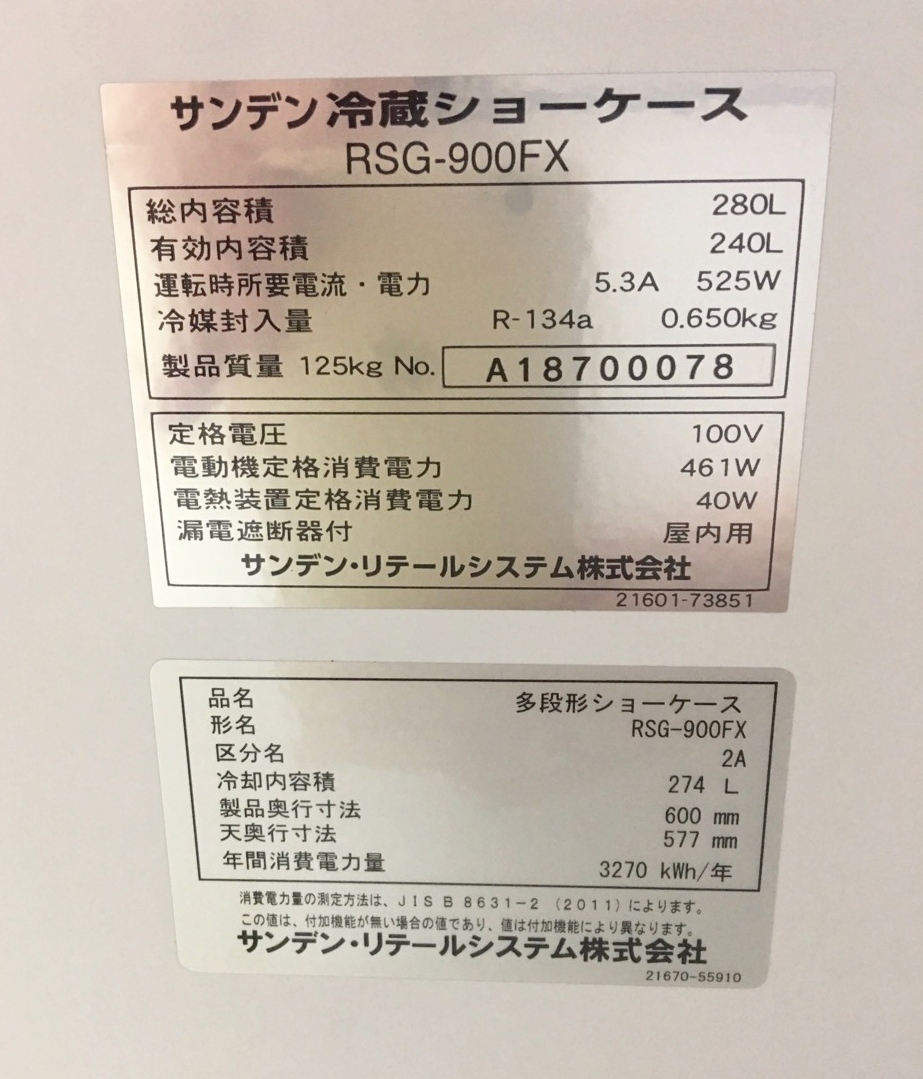 サンデン冷蔵ショーケース
RSG-900FX
総内容積 280L
有効内容積 240L
運転時所要電流・電力 5.3A 525W
冷媒封入量 R-134a 0.650kg
製品質量 125kg No. A18700078
定格電圧 100V
電動機定格消費電力 461W
電熱装置定格消費電力 40W
漏電遮断器付 屋内用
サンデン・リテールシステム株式会社
21601-73851
品名 多段形ショーケース
形名 RSG-900FX
区分名 2A
冷却内容積 274 L
製品奥行寸法 600 mm
天奥行寸法 577 mm
年間消費電力量 3270 kWh/年
消費電力量の測定方法は、JIS B 8631-2 (2011)によります。
この値は、付加機能が無い場合の値であり、値は付加機能により異なります。
サンデン・リテールシステム株式会社
21670-55910